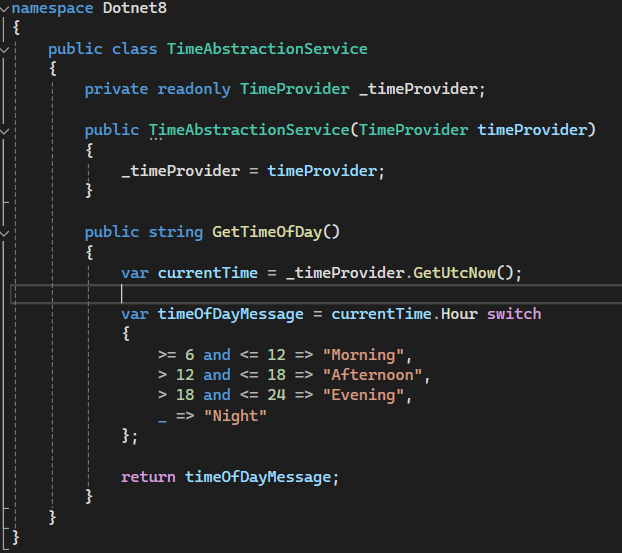 namespace Dotnet8
{
    public class TimeAbstractionService
    {
        private readonly TimeProvider _timeProvider;

        public TimeAbstractionService(TimeProvider timeProvider)
        {
            _timeProvider = timeProvider;
        }

        public string GetTimeOfDay()
        {
            var currentTime = _timeProvider.GetUtcNow();

            var timeOfDayMessage = currentTime.Hour switch
            {
                >= 6 and <= 12 => "Morning",
                > 12 and <= 18 => "Afternoon",
                > 18 and <= 24 => "Evening",
                _ => "Night"
            };

            return timeOfDayMessage;
        }
    }
}